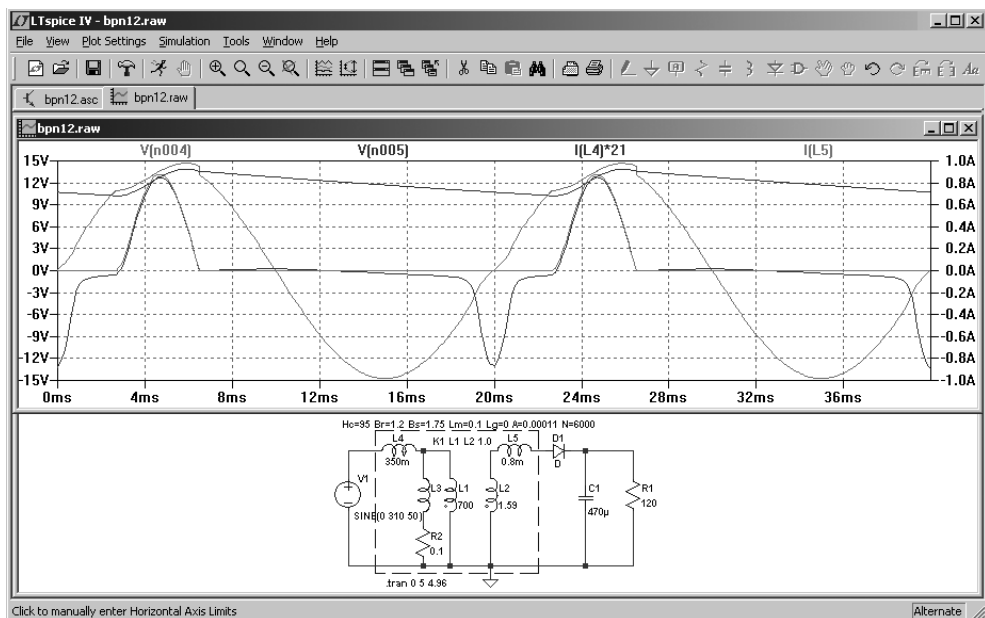 LTspice IV - bpn12.raw
File View Plot Settings Simulation Tools Window Help
bpn12.asc bpn12.raw
bpn12.raw
V(n004) V(n005) I(L4)*21 I(L5)
15V 1.0A
12V 0.8A
9V 0.6A
6V 0.4A
3V 0.2A
0V 0.0A
-3V -0.2A
-6V -0.4A
-9V -0.6A
-12V -0.8A
-15V -1.0A
0ms 4ms 8ms 12ms 16ms 20ms 24ms 28ms 32ms 36ms
Hc=95 Br=1.2 Bs=1.75 Lm=0.1 Lg=0 A=0.00011 N=6000
L4 K1 L1 L2 1.0 L5 D1
350m 0.8m D
V1 L3 L1 L2 C1 R1
700 1.59 470µ 120
SINE(0 310 50)
R2
0.1
.tran 0 5 4.96
Click to manually enter Horizontal Axis Limits Alternate